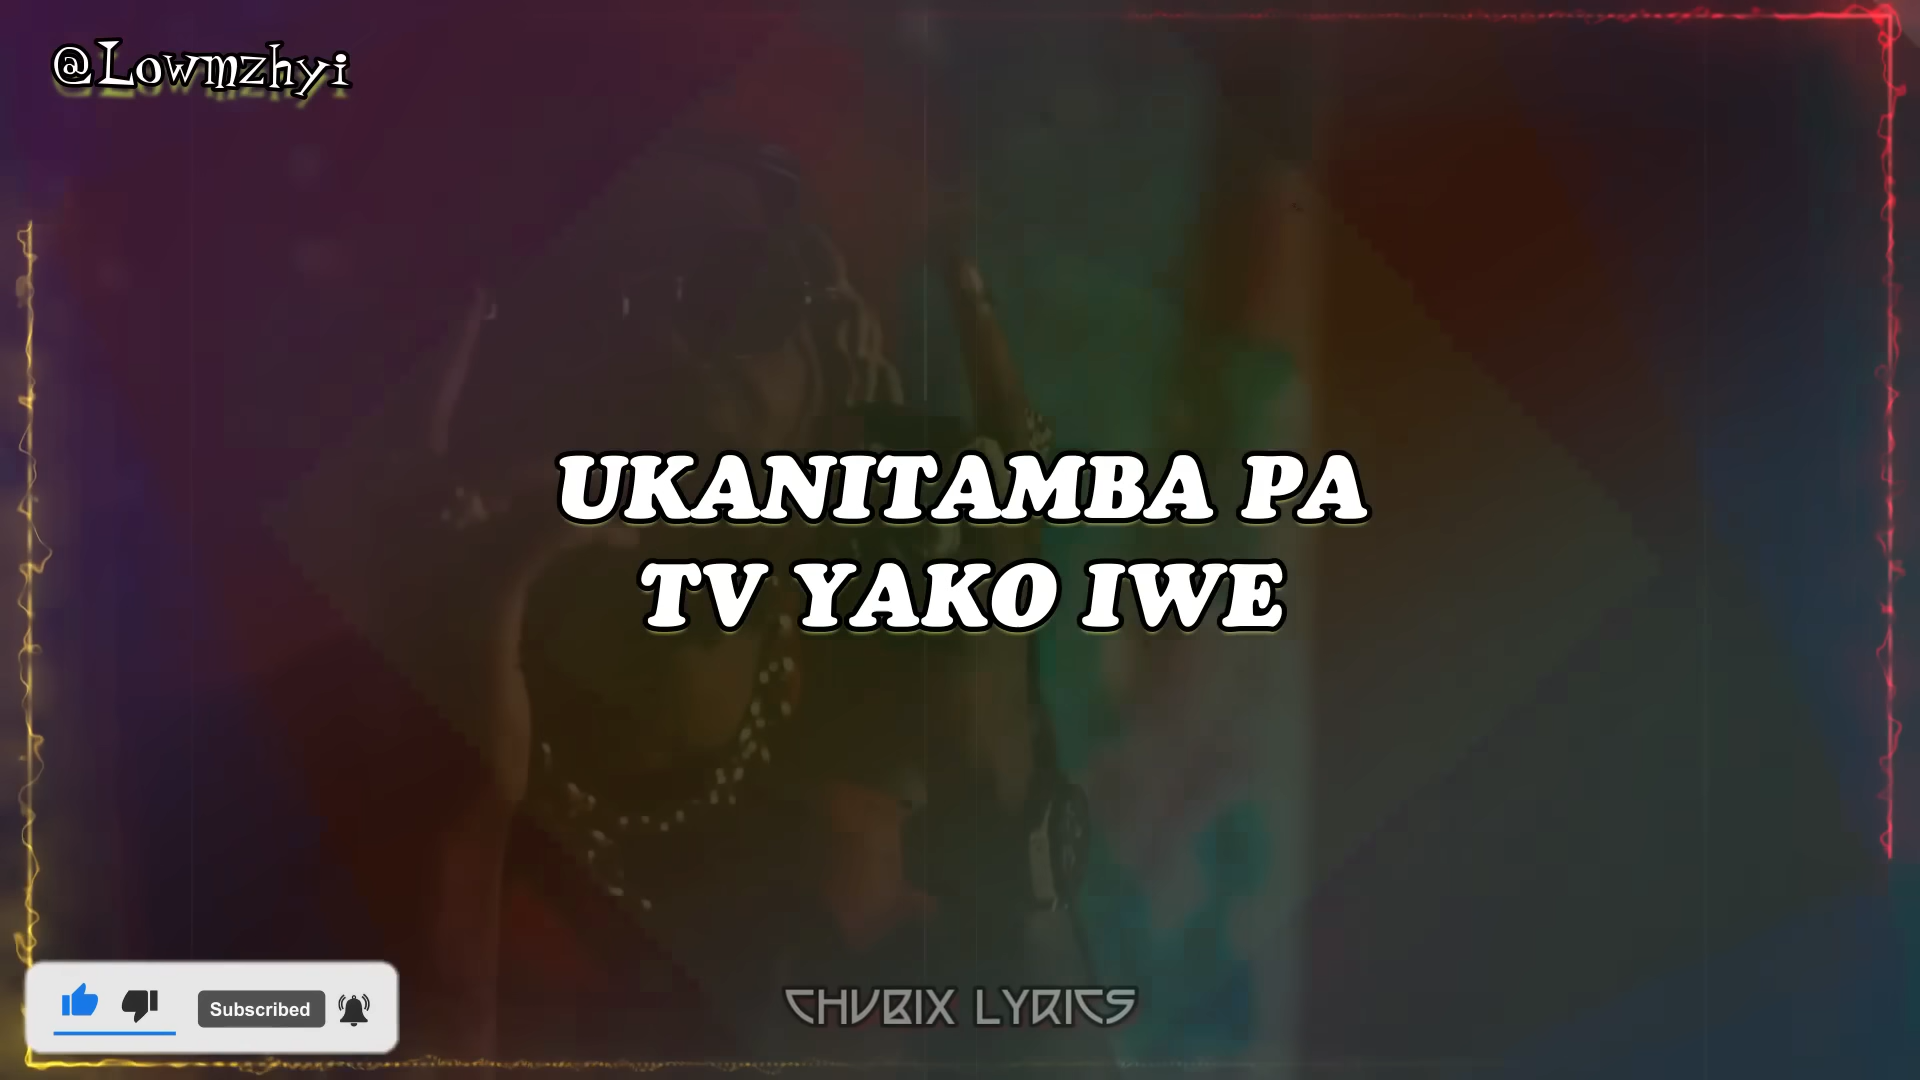 @Lowmzhyi
UKANITAMBA PA
TV YAKO IWE
Subscribed
CHVBIX LYRICS